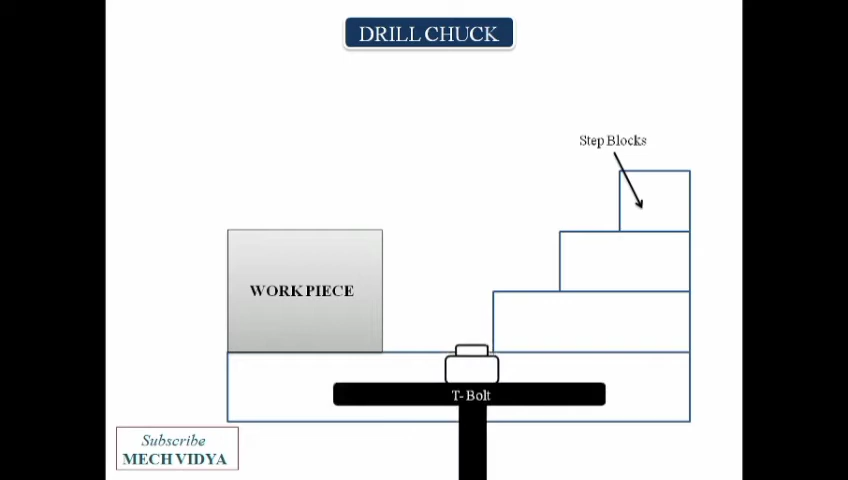 DRILL CHUCK
Step Blocks
WORK PIECE
T- Bolt
Subscribe
MECH VIDYA